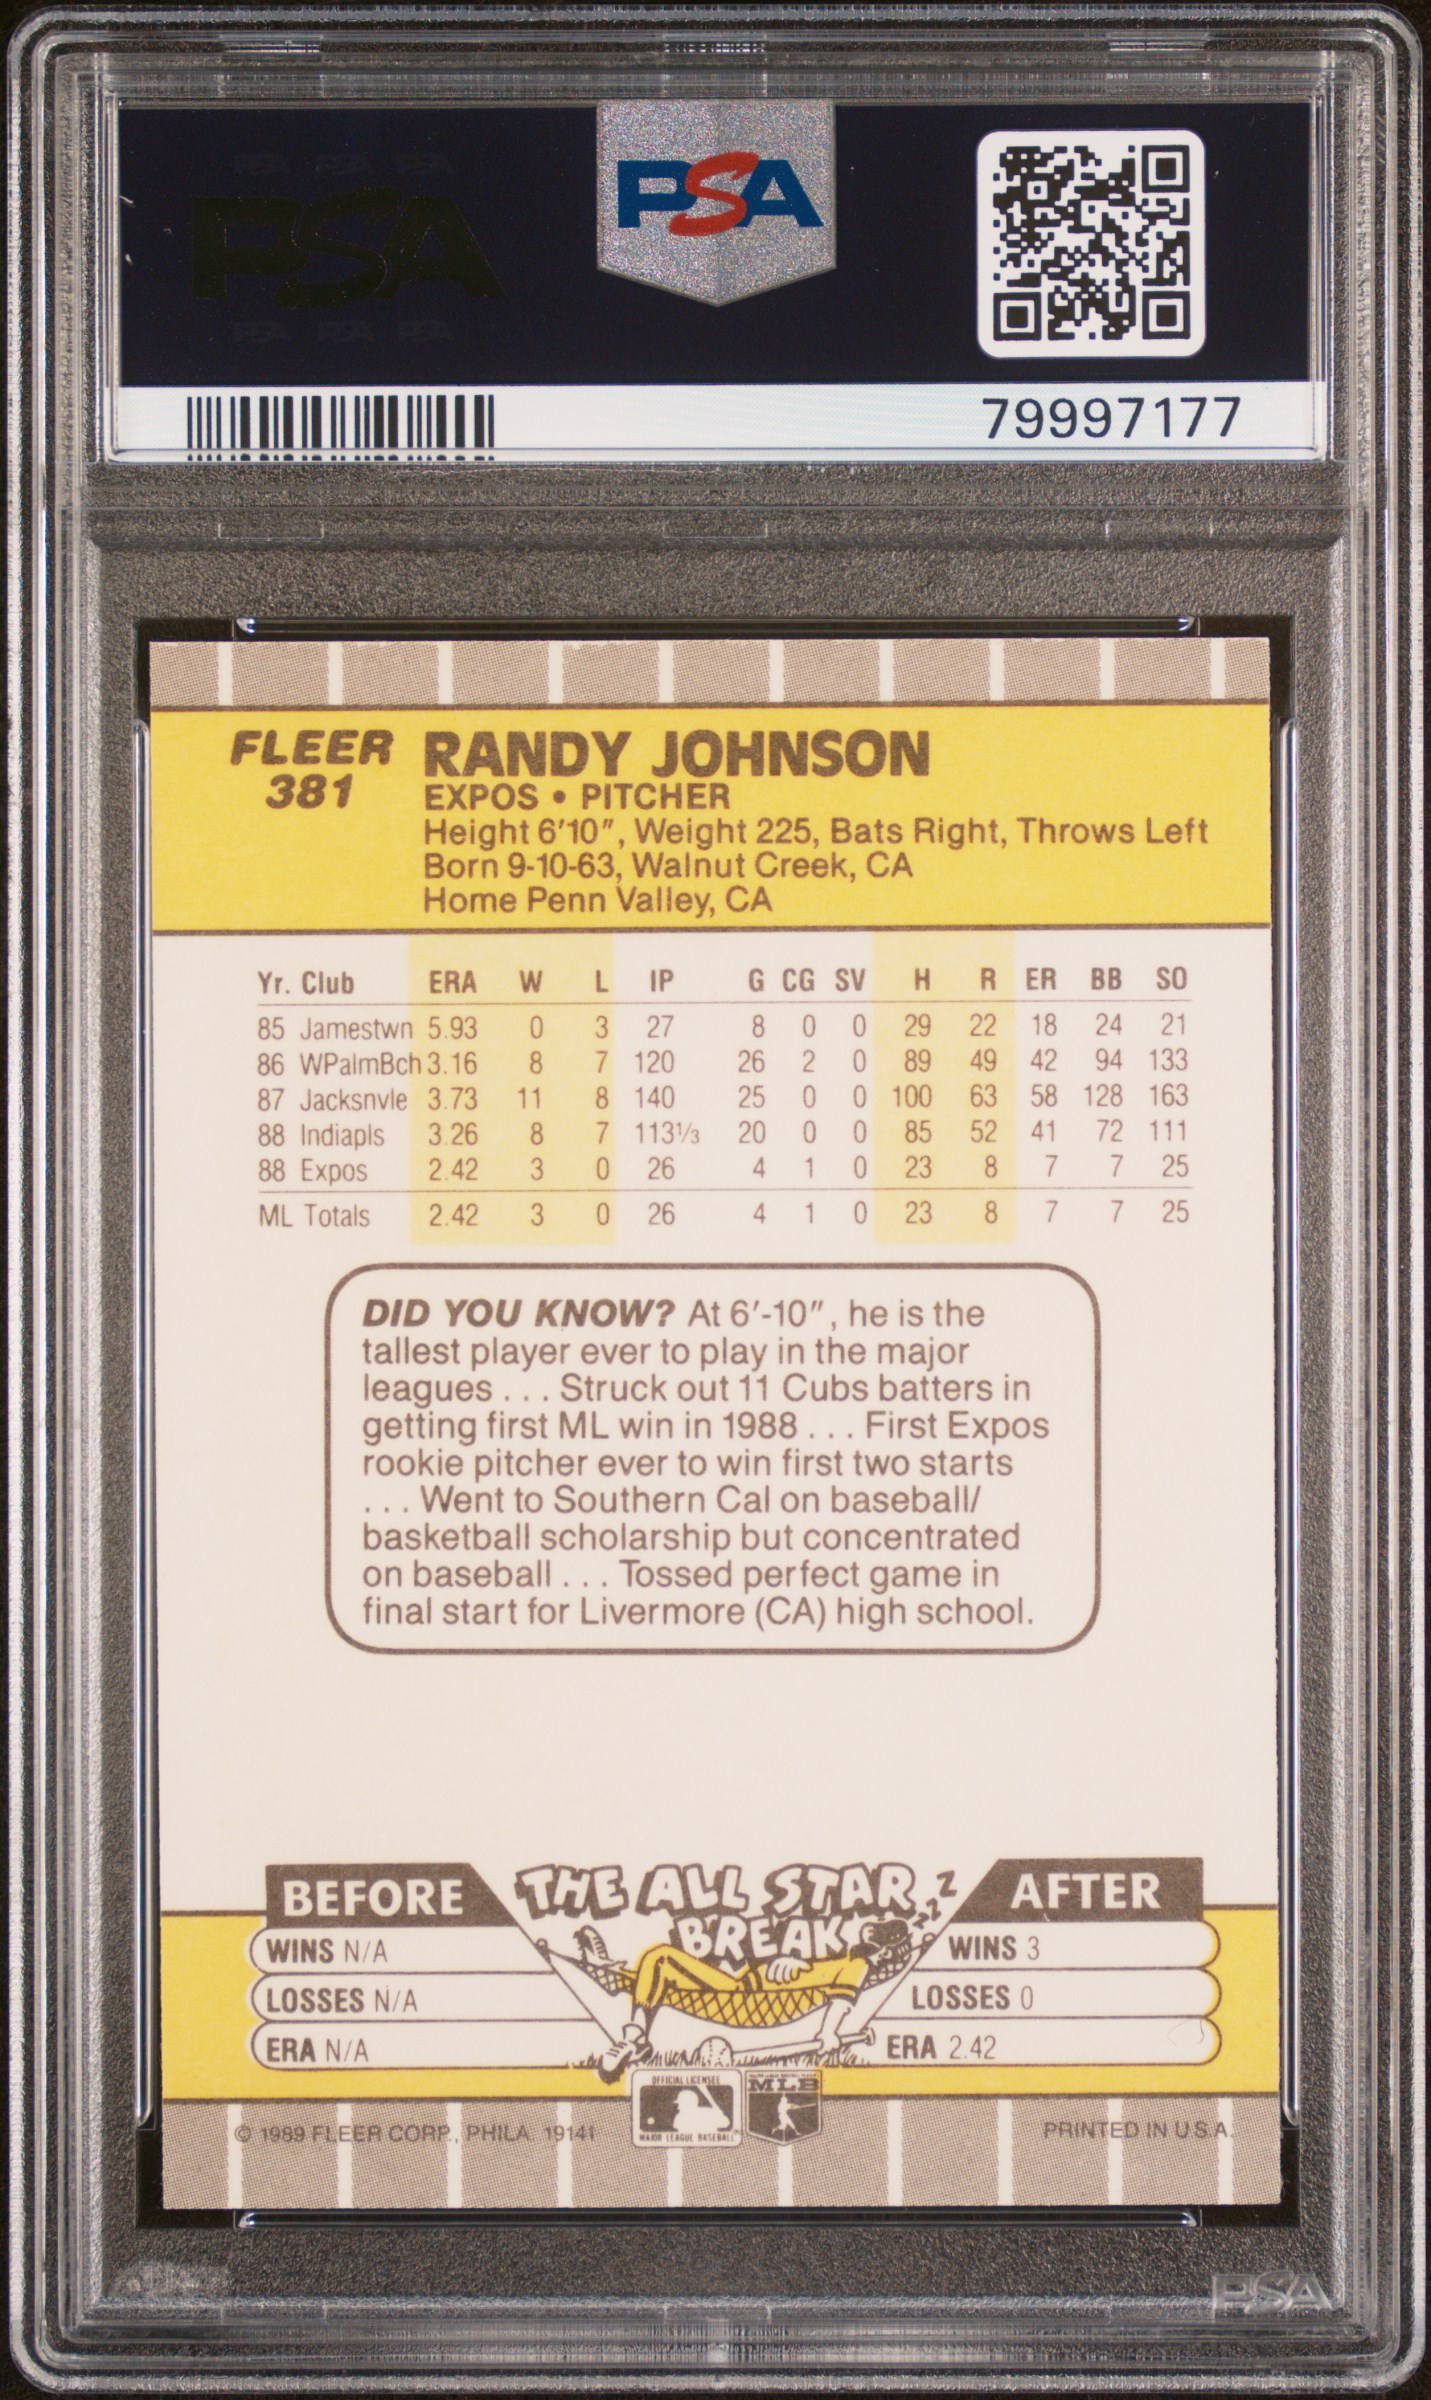 PSA
79997177
FLEER 381
RANDY JOHNSON
EXPOS • PITCHER
Height 6'10", Weight 225, Bats Right, Throws Left
Born 9-10-63, Walnut Creek, CA
Home Penn Valley, CA
Yr. Club ERA W L IP G CG SV H R ER BB SO
85 Jamestwn 5.93 0 3 27 8 0 0 29 22 18 24 21
86 WPalmBch 3.16 8 7 120 26 2 0 89 49 42 94 133
87 Jacksnvle 3.73 11 8 140 25 0 0 100 63 58 128 163
88 Indiapls 3.26 8 7 113⅓ 20 0 0 85 52 41 72 111
88 Expos 2.42 3 0 26 4 1 0 23 8 7 7 25
ML Totals 2.42 3 0 26 4 1 0 23 8 7 7 25
DID YOU KNOW? At 6'-10", he is the
tallest player ever to play in the major
leagues . . . Struck out 11 Cubs batters in
getting first ML win in 1988 . . . First Expos
rookie pitcher ever to win first two starts
. . . Went to Southern Cal on baseball/
basketball scholarship but concentrated
on baseball . . . Tossed perfect game in
final start for Livermore (CA) high school.
BEFORE
WINS N/A
LOSSES N/A
ERA N/A
THE ALL STAR
BREAK
zzzZ
AFTER
WINS 3
LOSSES 0
ERA 2.42
© 1989 FLEER CORP., PHILA. 19141
OFFICIAL LICENSEE
MAJOR LEAGUE BASEBALL
MLB
PRINTED IN U.S.A.
PSA